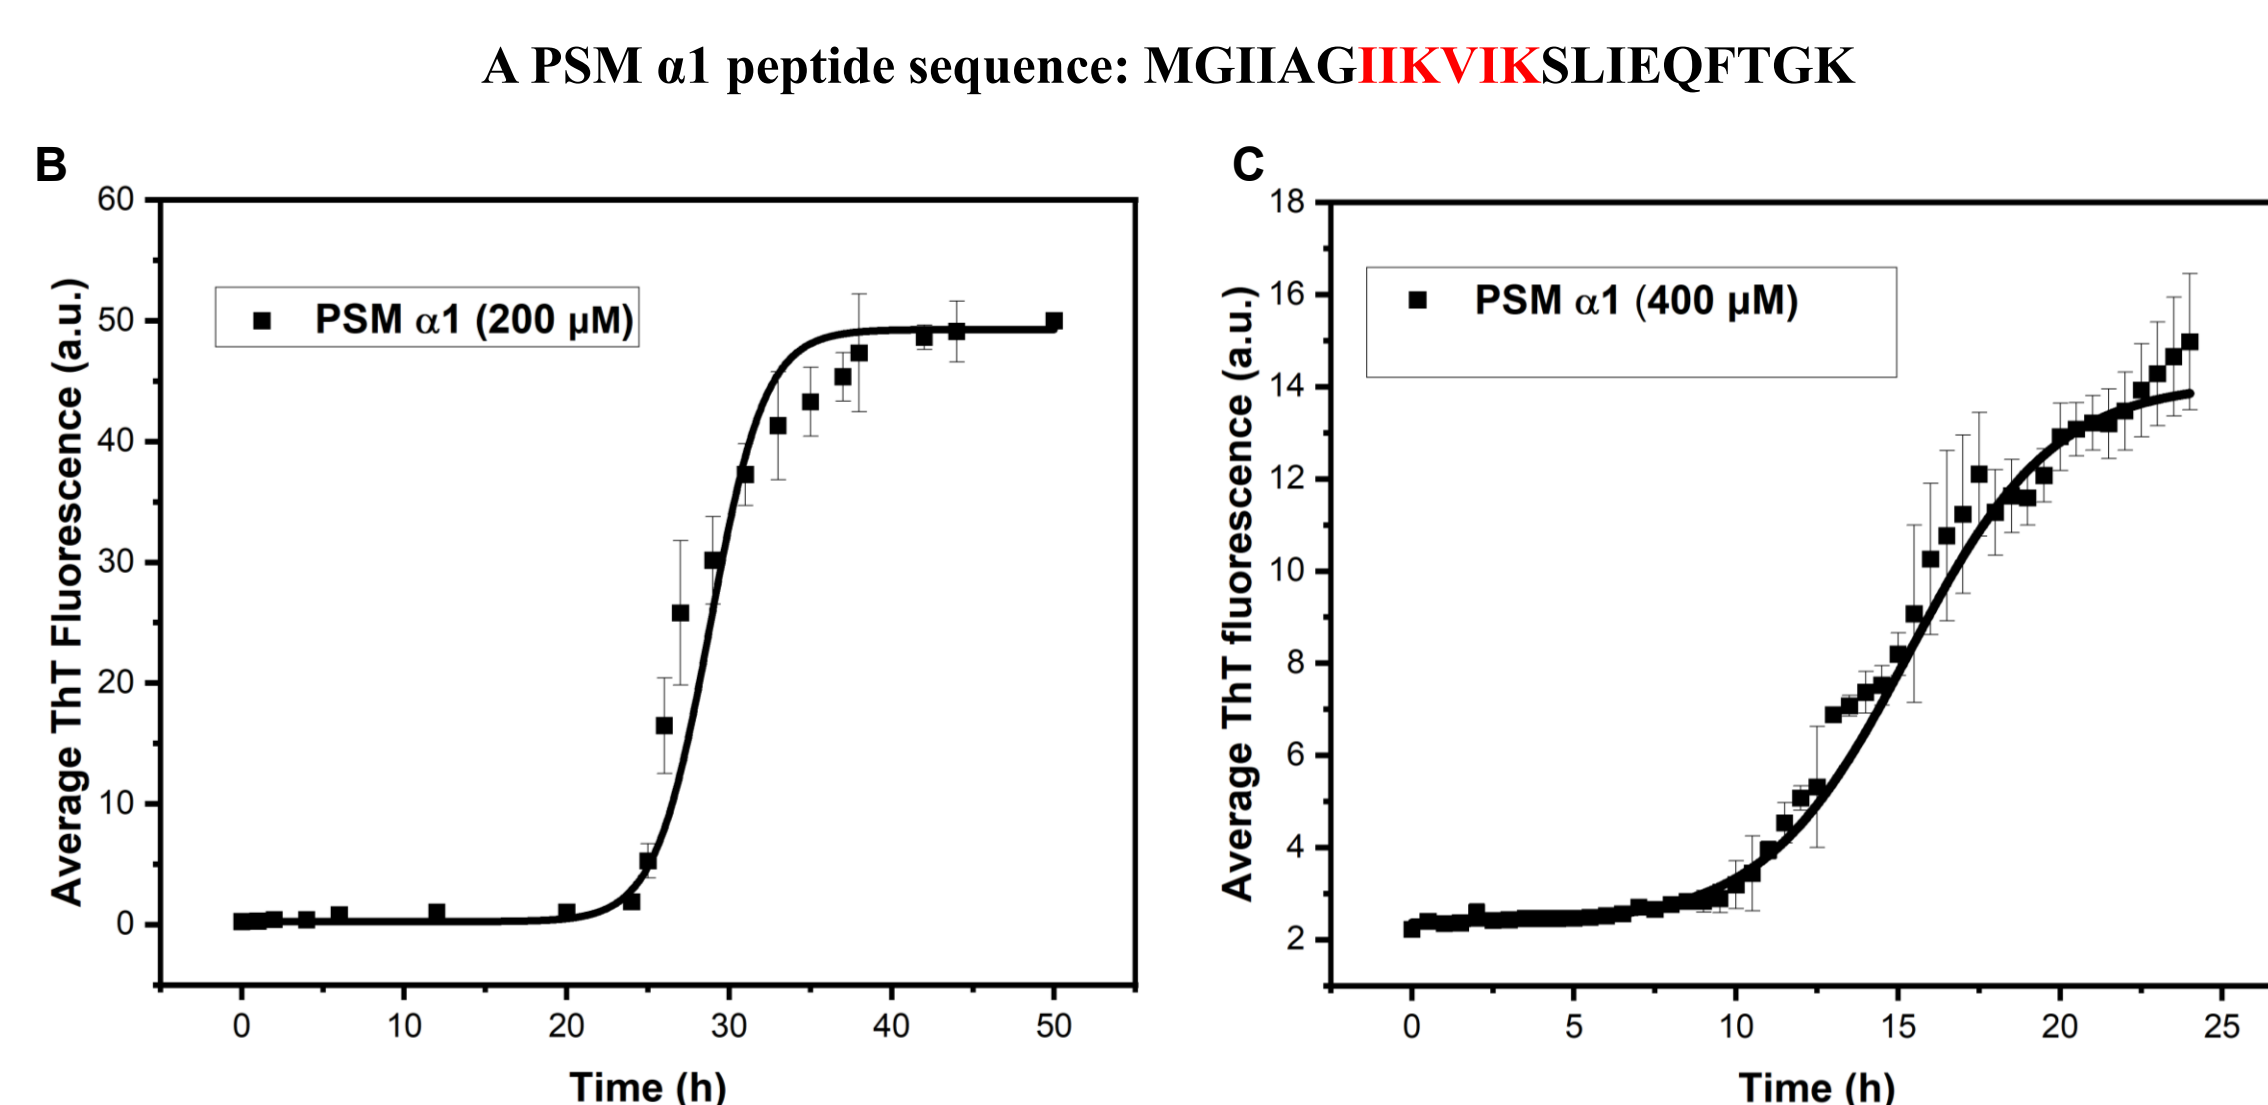 A PSM α1 peptide sequence: MGIIAGIIKVIKSLIEQFTGK
B
60
50
40
30
20
10
0
Average ThT Fluorescence (a.u.)
PSM α1 (200 µM)
0 10 20 30 40 50
Time (h)
C
18
16
14
12
10
8
6
4
2
Average ThT fluorescence (a.u.)
PSM α1 (400 µM)
0 5 10 15 20 25
Time (h)